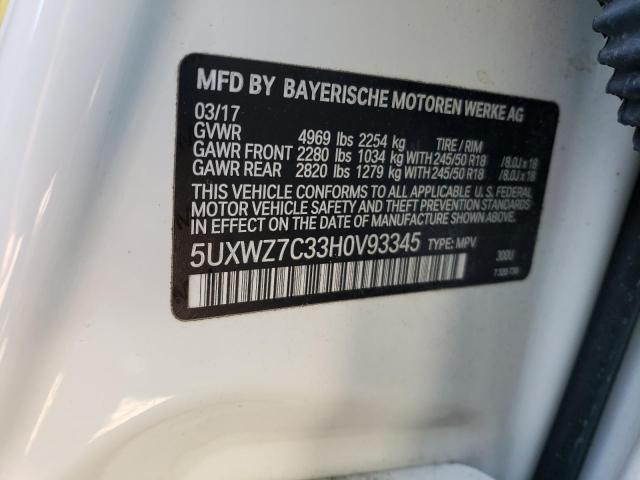 MFD BY BAYERISCHE MOTOREN WERKE AG
03/17
GVWR 4969 lbs 2254 kg TIRE / RIM
GAWR FRONT 2280 lbs 1034 kg WITH 245/50 R18 / 8.0J x 18
GAWR REAR 2820 lbs 1279 kg WITH 245/50 R18 / 8.0J x 18
THIS VEHICLE CONFORMS TO ALL APPLICABLE U. S. FEDERAL
MOTOR VEHICLE SAFETY AND THEFT PREVENTION STANDARDS
IN EFFECT ON THE DATE OF MANUFACTURE SHOWN ABOVE.
5UXWZ7C33H0V93345 TYPE: MPV 300U